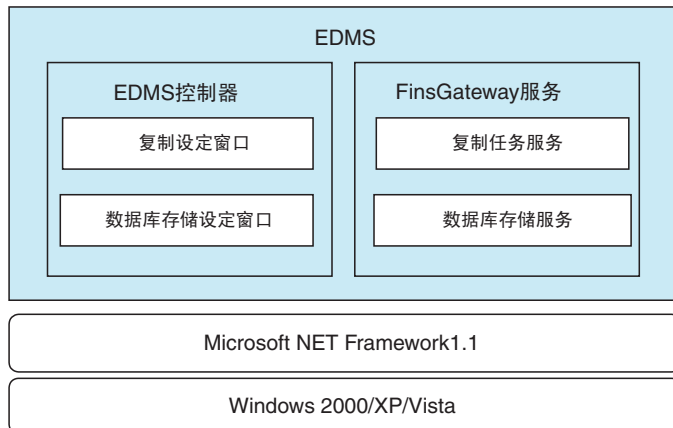 EDMS
EDMS控制器
复制设定窗口
数据库存储设定窗口
FinsGateway服务
复制任务服务
数据库存储服务
Microsoft NET Framework1.1
Windows 2000/XP/Vista